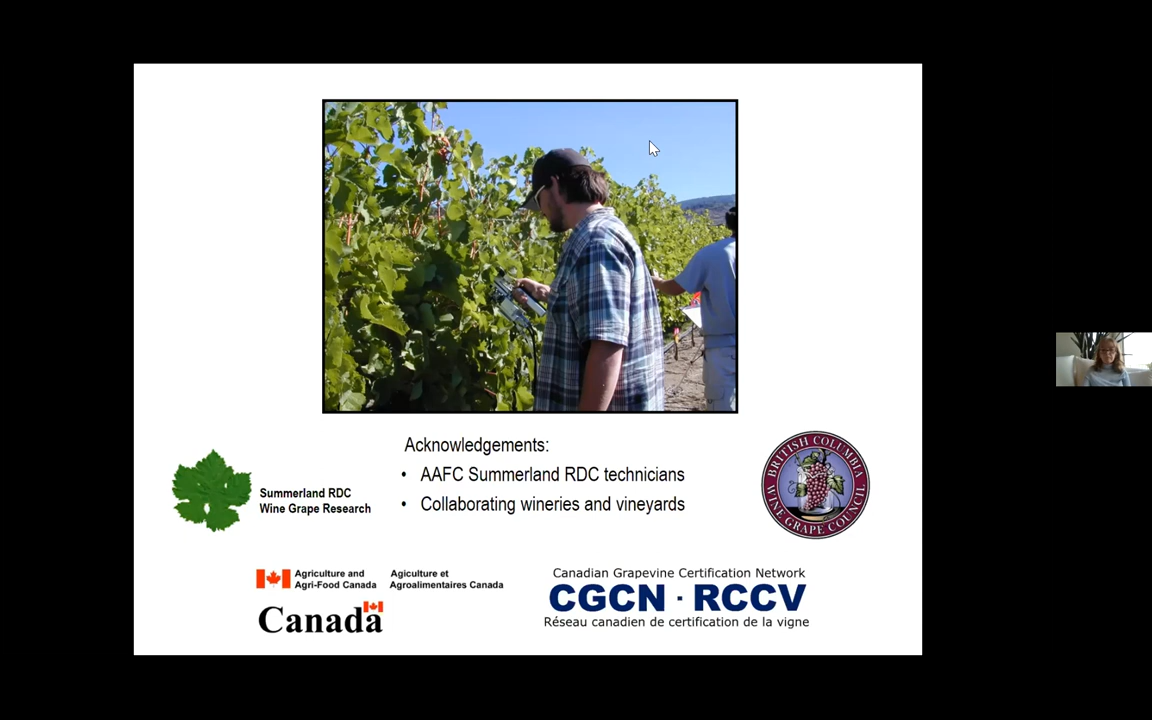 Acknowledgements:
• AAFC Summerland RDC technicians
• Collaborating wineries and vineyards
Summerland RDC
Wine Grape Research
BRITISH COLUMBIA
WINE GRAPE COUNCIL
Agriculture and
Agri-Food Canada
Agiculture et
Agroalimentaires Canada
Canada
Canadian Grapevine Certification Network
CGCN · RCCV
Réseau canadien de certification de la vigne